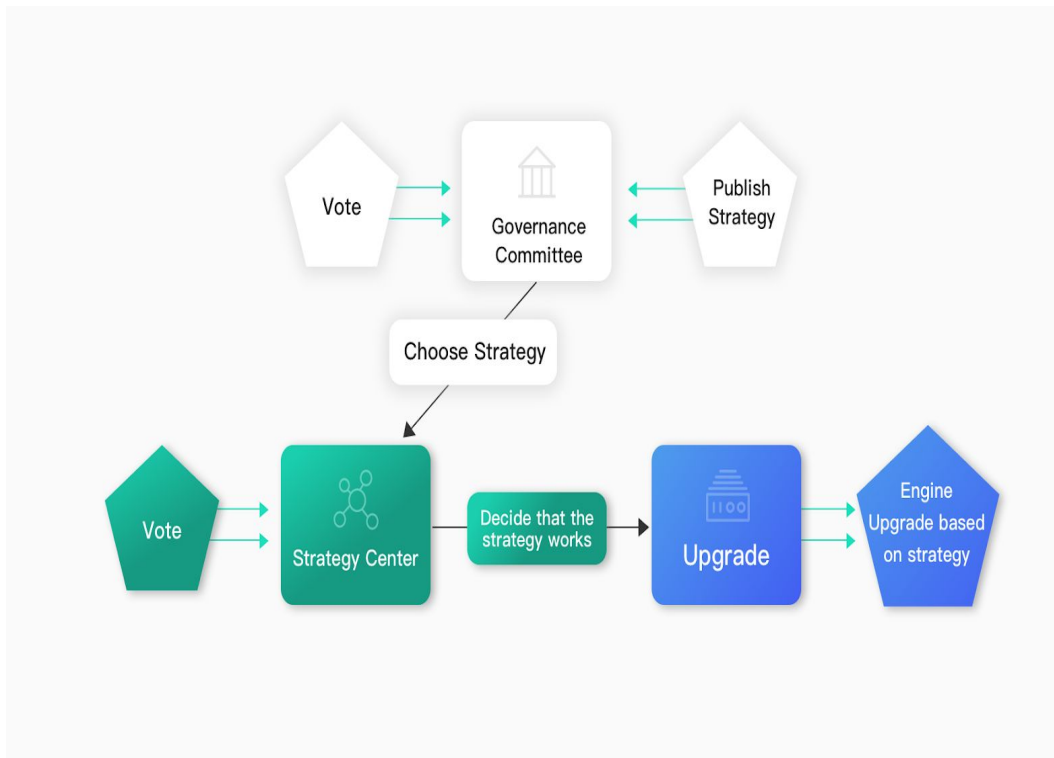 Vote
Governance
Committee
Publish
Strategy
Choose Strategy
Vote
Strategy Center
Decide that the
strategy works
1100
Upgrade
Engine
Upgrade based
on strategy